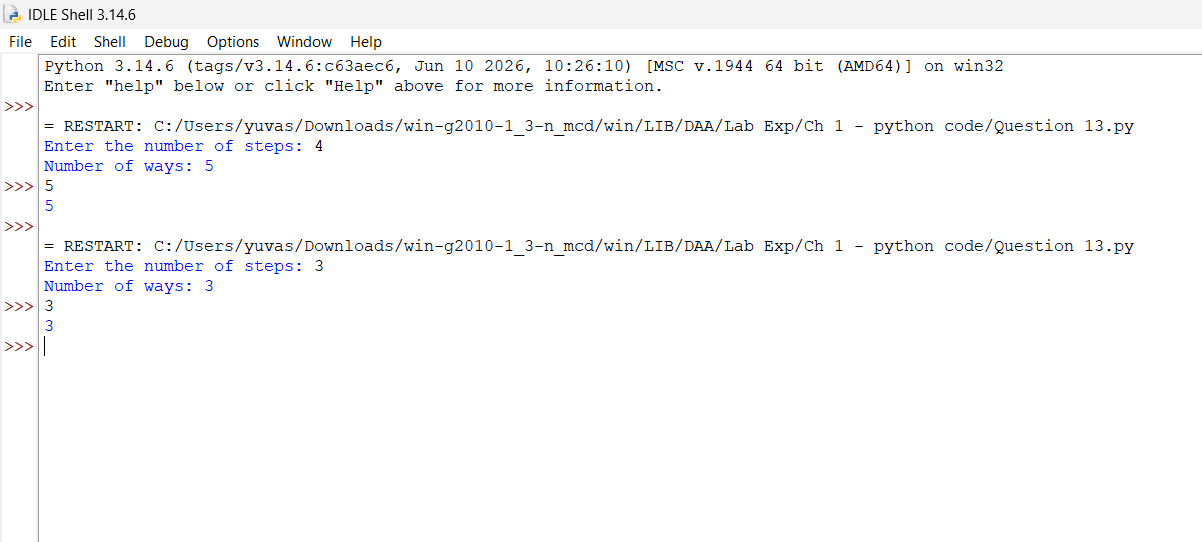 IDLE Shell 3.14.6
File Edit Shell Debug Options Window Help
Python 3.14.6 (tags/v3.14.6:c63aec6, Jun 10 2026, 10:26:10) [MSC v.1944 64 bit (AMD64)] on win32
Enter "help" below or click "Help" above for more information.
>>>
= RESTART: C:/Users/yuvas/Downloads/win-g2010-1_3-n_mcd/win/LIB/DAA/Lab Exp/Ch 1 - python code/Question 13.py
Enter the number of steps: 4
Number of ways: 5
>>> 5
5
>>>
= RESTART: C:/Users/yuvas/Downloads/win-g2010-1_3-n_mcd/win/LIB/DAA/Lab Exp/Ch 1 - python code/Question 13.py
Enter the number of steps: 3
Number of ways: 3
>>> 3
3
>>>